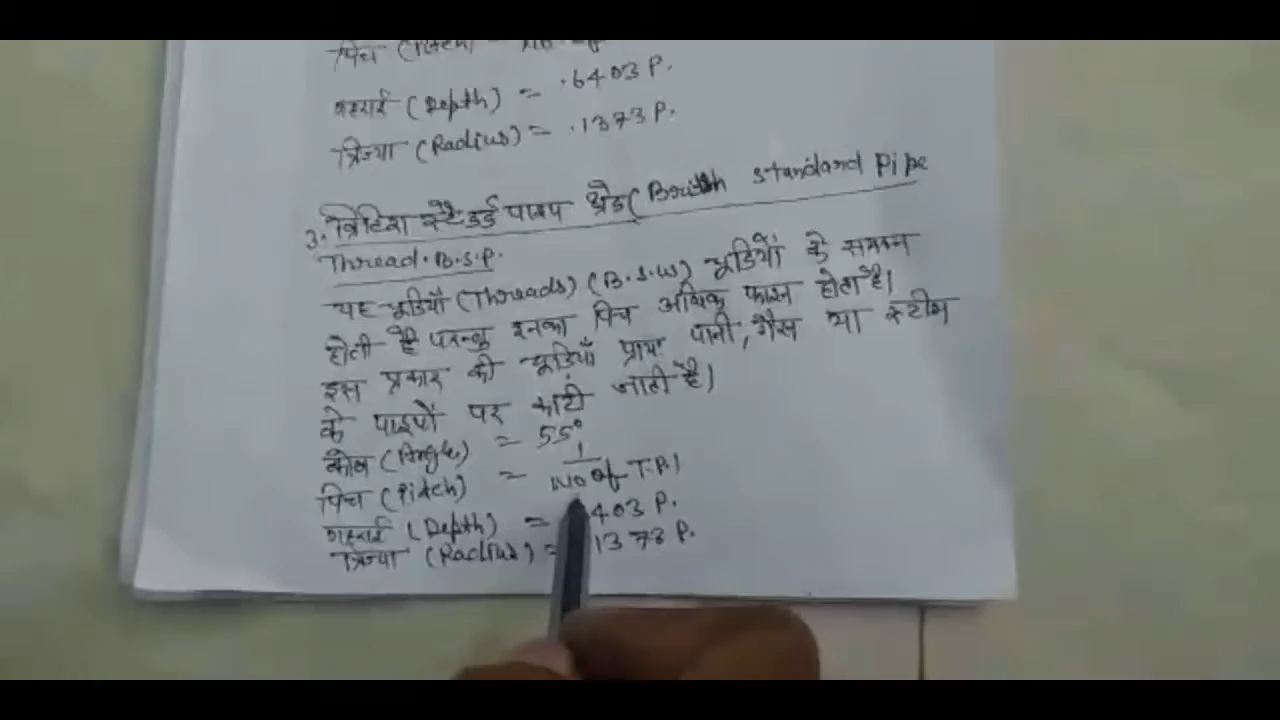 पिच (Pitch)
गहराई (Depth) = .6403 P.
त्रिज्या (Radius) = .1373 P.
3. ब्रिटिश स्टैंडर्ड पाइप थ्रेड (British standard Pipe
Thread. B.S.P.
यह चूडियाँ (Threads) (B.S.W) चूडियों के समान
होती है परन्तु इनका पिच अधिक फाइन होता है।
इस प्रकार की चूडियाँ प्राय पानी, गैस या स्टीम
के पाइपों पर काटी जाती है।
कोण (Angle) = 55°
पिच (Pitch) = 1
No of T.P.I
गहराई (Depth) = 403 P.
त्रिज्या (Radius) = 1373 P.